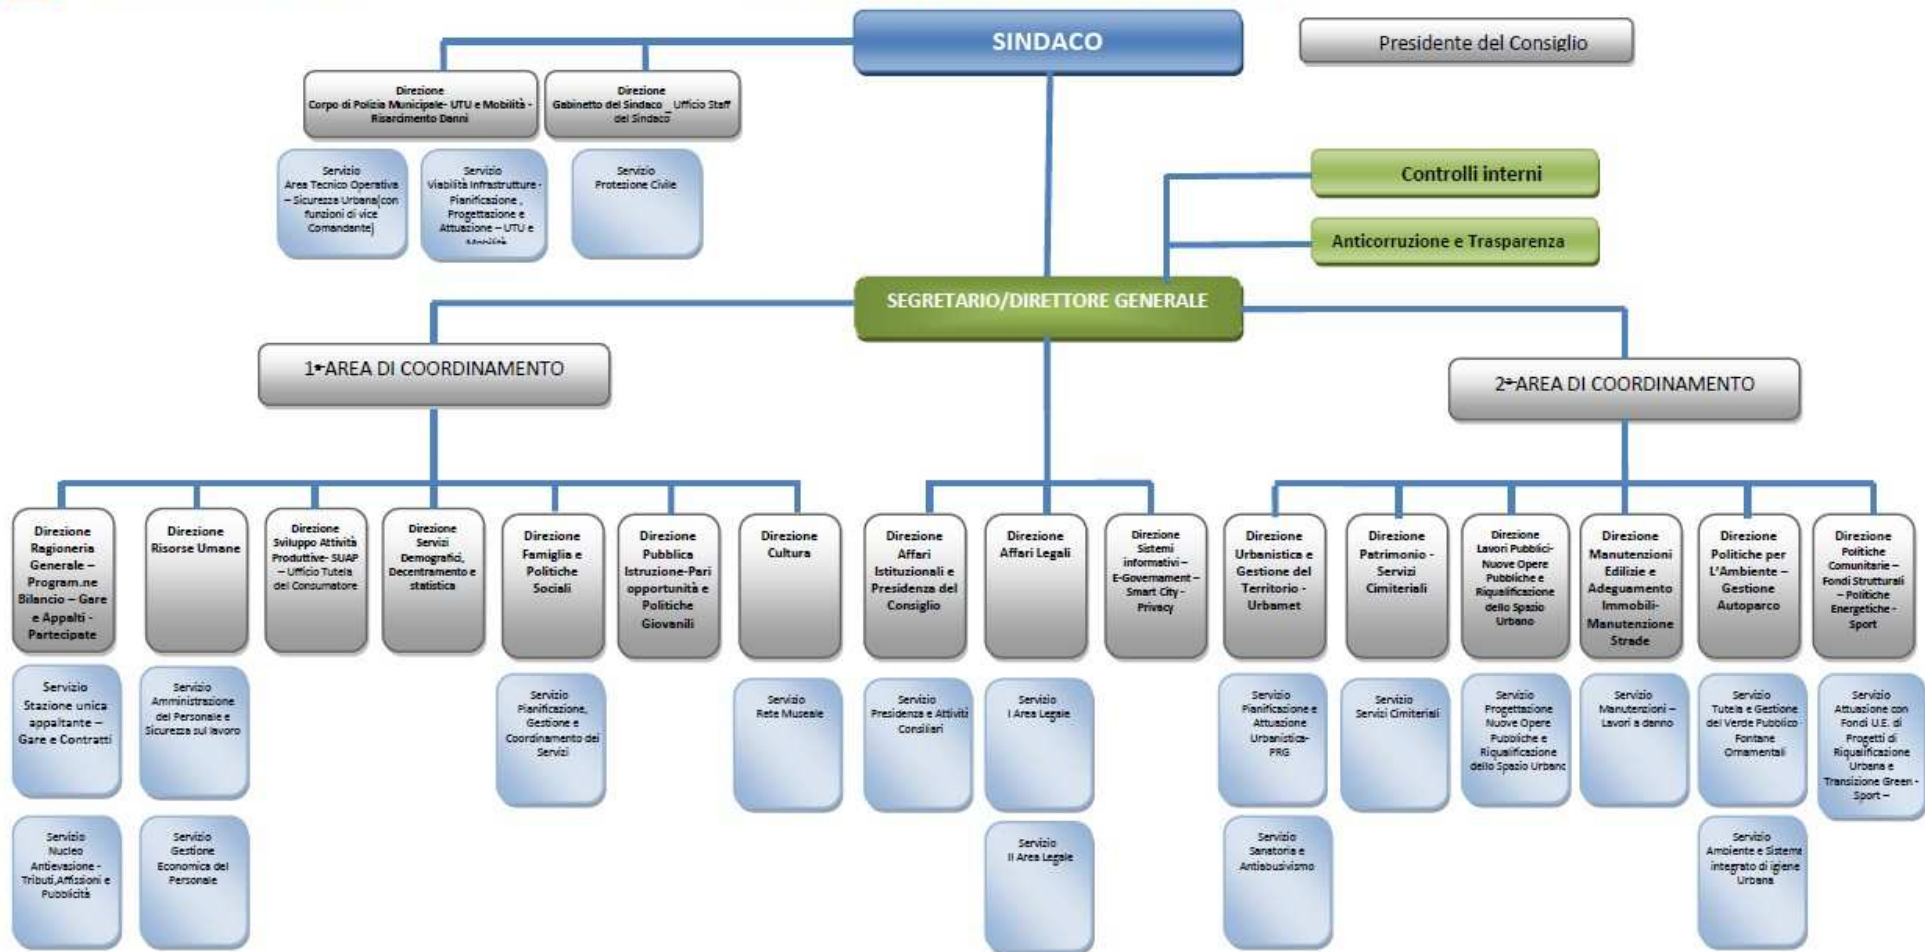 SINDACO
Presidente del Consiglio
Direzione
Corpo di Polizia Municipale- UTU e Mobilità -
Risarcimento Danni
Direzione
Gabinetto del Sindaco _ Ufficio Staff
del Sindaco
Servizio
Area Tecnico Operativa
– Sicurezza Urbana(con
funzioni di vice
Comandante)
Servizio
Viabilità Infrastrutture -
Pianificazione ,
Progettazione e
Attuazione – UTU e
Mobilità
Servizio
Protezione Civile
Controlli interni
Anticorruzione e Trasparenza
SEGRETARIO/DIRETTORE GENERALE
1ª AREA DI COORDINAMENTO
2ª AREA DI COORDINAMENTO
Direzione
Ragioneria
Generale –
Program.ne
Bilancio – Gare
e Appalti -
Partecipate
Direzione
Risorse Umane
Direzione
Sviluppo Attività
Produttive- SUAP
– Ufficio Tutela
del Consumatore
Direzione
Servizi
Demografici,
Decentramento e
statistica
Direzione
Famiglia e
Politiche
Sociali
Direzione
Pubblica
Istruzione-Pari
opportunità e
Politiche
Giovanili
Direzione
Cultura
Direzione
Affari
Istituzionali e
Presidenza del
Consiglio
Direzione
Affari Legali
Direzione
Sistemi
informativi –
E-Governament –
Smart City -
Privacy
Direzione
Urbanistica e
Gestione del
Territorio -
Urbamet
Direzione
Patrimonio -
Servizi
Cimiteriali
Direzione
Lavori Pubblici-
Nuove Opere
Pubbliche e
Riqualificazione
dello Spazio
Urbano
Direzione
Manutenzioni
Edilizie e
Adeguamento
Immobili-
Manutenzione
Strade
Direzione
Politiche per
L'Ambiente –
Gestione
Autoparco
Direzione
Politiche
Comunitarie –
Fondi Strutturali
– Politiche
Energetiche -
Sport
Servizio
Stazione unica
appaltante –
Gare e Contratti
Servizio
Amministrazione
del Personale e
Sicurezza sul lavoro
Servizio
Pianificazione,
Gestione e
Coordinamento dei
Servizi
Servizio
Rete Museale
Servizio
Presidenza e Attività
Consiliari
Servizio
I Area Legale
Servizio
Pianificazione e
Attuazione
Urbanistica-
PRG
Servizio
Servizi Cimiteriali
Servizio
Progettazione
Nuove Opere
Pubbliche e
Riqualificazione
dello Spazio Urbano
Servizio
Manutenzioni –
Lavori a danno
Servizio
Tutela e Gestione
del Verde Pubblico
Fontane
Ornamentali
Servizio
Attuazione con
Fondi U.E. di
Progetti di
Riqualificazione
Urbana e
Transizione Green -
Sport –
Servizio
Nucleo
Antievasione -
Tributi,Affissioni e
Pubblicità
Servizio
Gestione
Economica del
Personale
Servizio
II Area Legale
Servizio
Sanatoria e
Antiabusivismo
Servizio
Ambiente e Sistema
integrato di igiene
Urbana